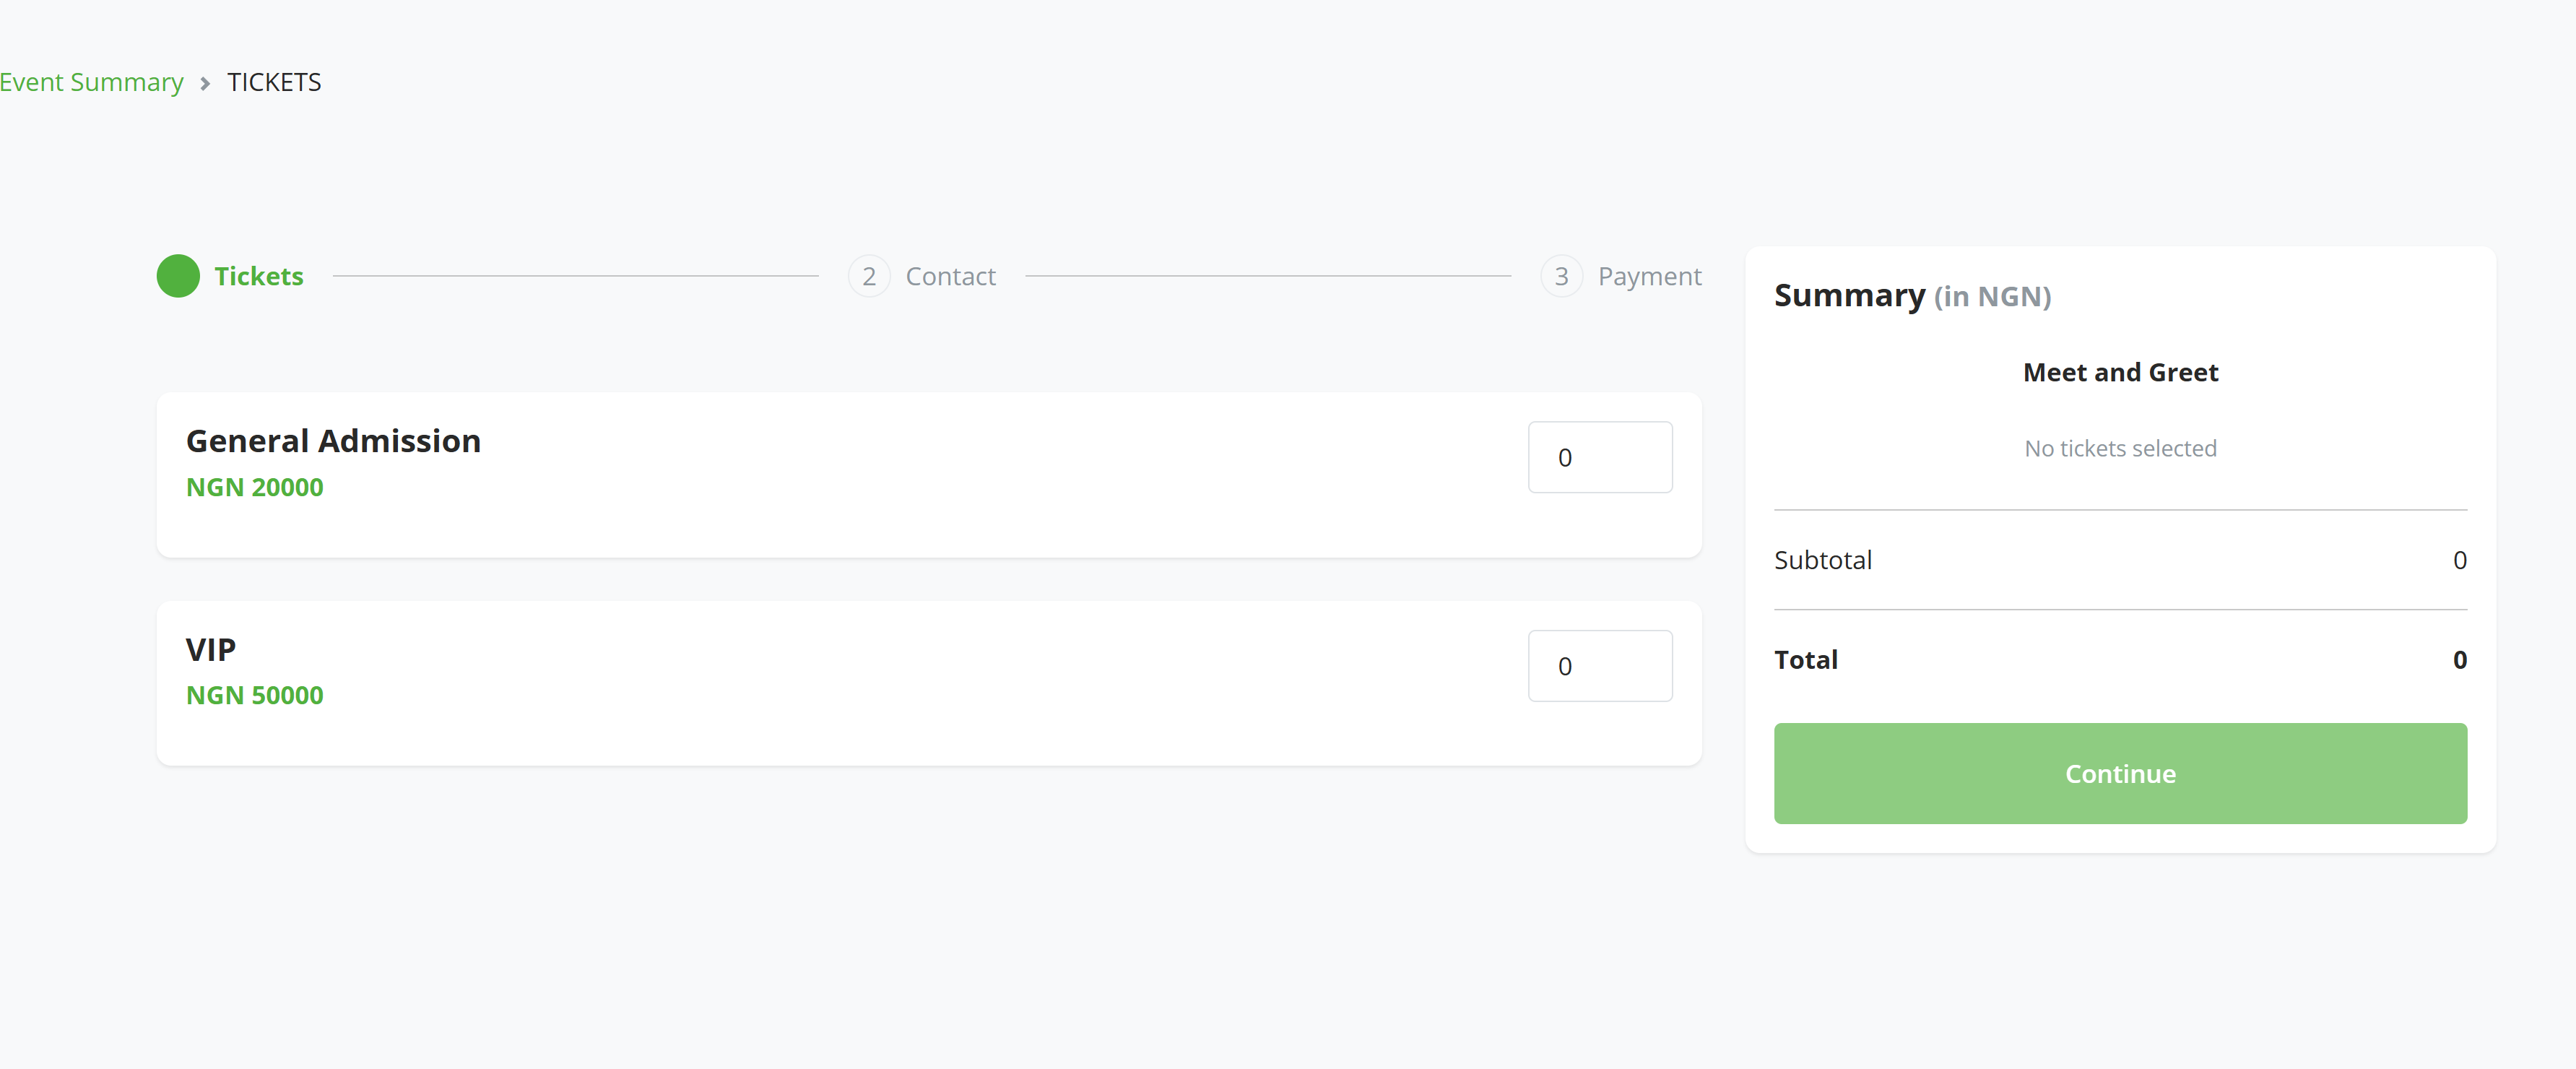 Event Summary > TICKETS
Tickets
2 Contact
3 Payment
General Admission
NGN 20000
0
VIP
NGN 50000
0
Summary (in NGN)
Meet and Greet
No tickets selected
Subtotal 0
Total 0
Continue